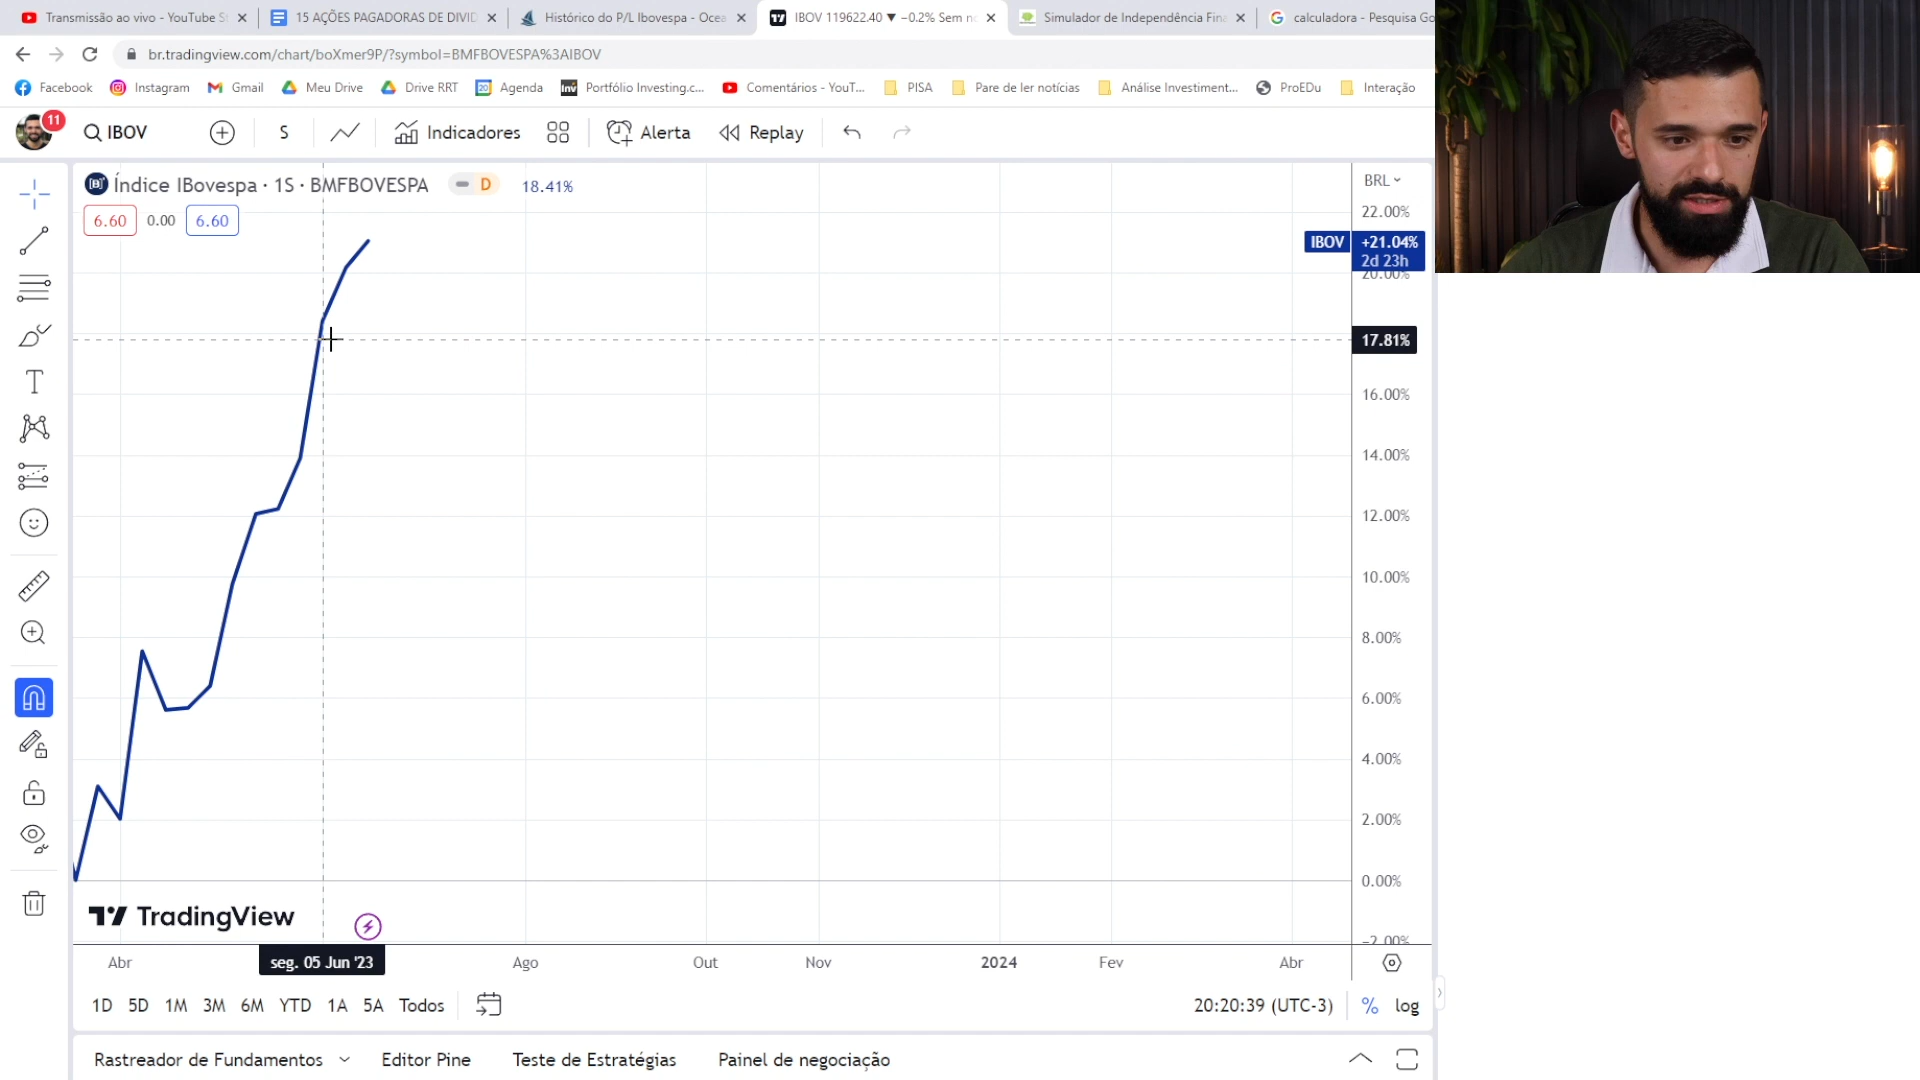 Transmissão ao vivo - YouTube St
15 AÇÕES PAGADORAS DE DIVID
Histórico do P/L Ibovespa - Ocea
IBOV 119622.40 ▼ −0.2% Sem no
Simulador de Independência Fina
calculadora - Pesquisa Go
br.tradingview.com/chart/boXmer9P/?symbol=BMFBOVESPA%3AIBOV
Facebook
Instagram
Gmail
Meu Drive
Drive RRT
Agenda
Portfólio Investing.c...
Comentários - YouT...
PISA
Pare de ler notícias
Análise Investiment...
ProEDu
Interação
11
IBOV
S
Indicadores
Alerta
Replay
Índice IBovespa · 1S · BMFBOVESPA
D
18.41%
6.60
0.00
6.60
BRL
22.00%
IBOV
+21.04%
2d 23h
20.00%
17.81%
16.00%
14.00%
12.00%
10.00%
8.00%
6.00%
4.00%
2.00%
0.00%
−2.00%
TradingView
Abr
seg. 05 Jun '23
Ago
Out
Nov
2024
Fev
Abr
1D
5D
1M
3M
6M
YTD
1A
5A
Todos
20:20:39 (UTC-3)
%
log
Rastreador de Fundamentos
Editor Pine
Teste de Estratégias
Painel de negociação